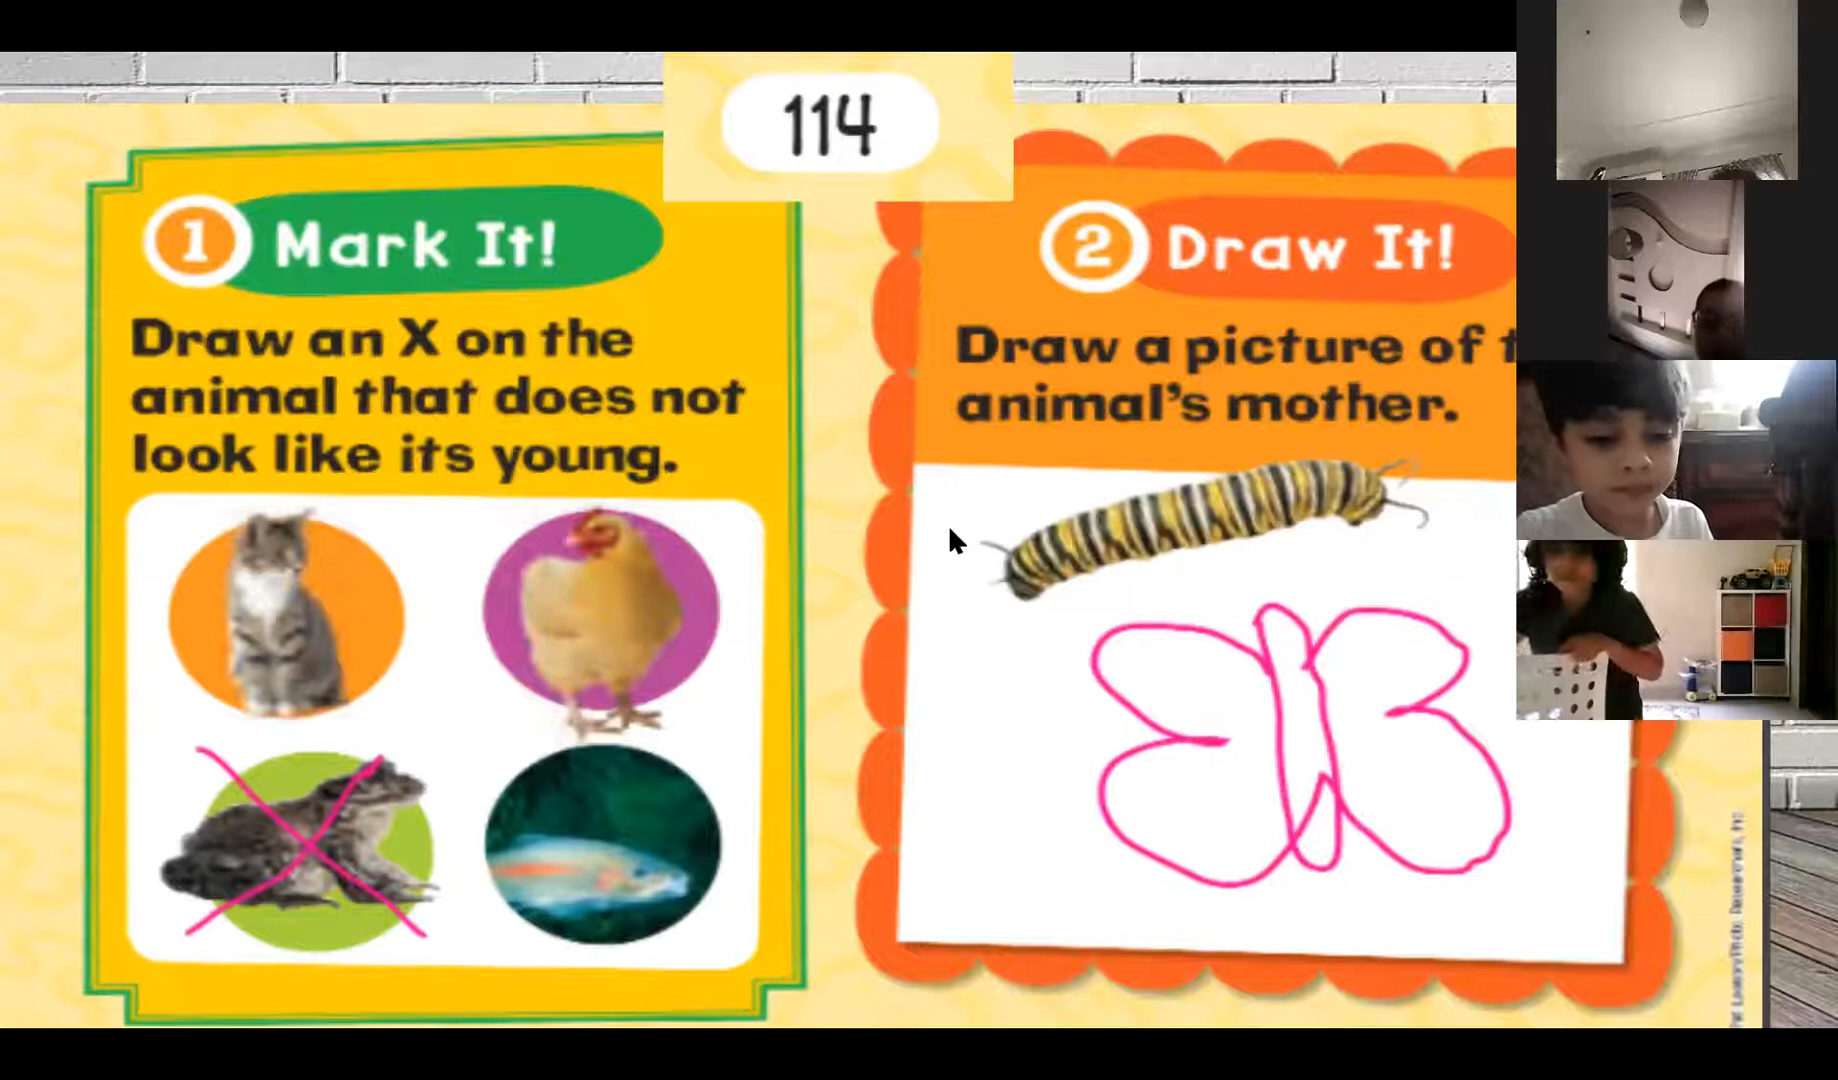 114
1 Mark It!
Draw an X on the
animal that does not
look like its young.
2 Draw It!
Draw a picture of
animal's mother.